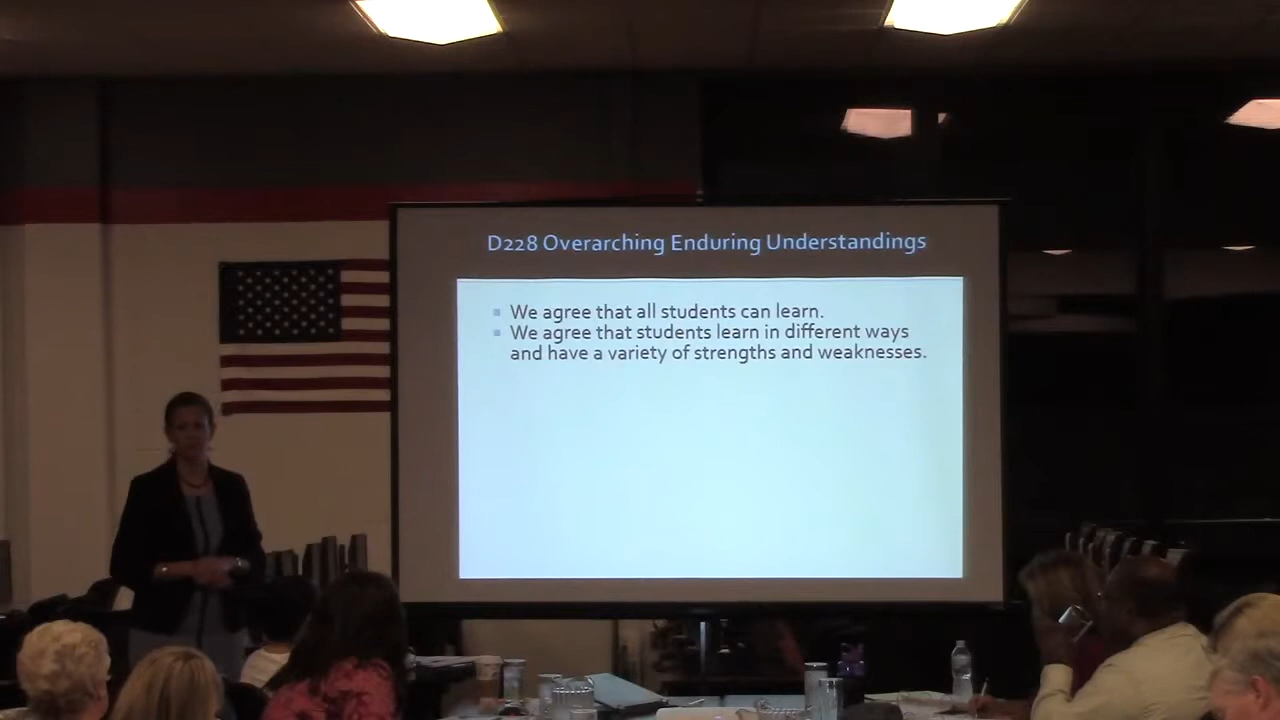 D228 Overarching Enduring Understandings
We agree that all students can learn.
We agree that students learn in different ways
and have a variety of strengths and weaknesses.